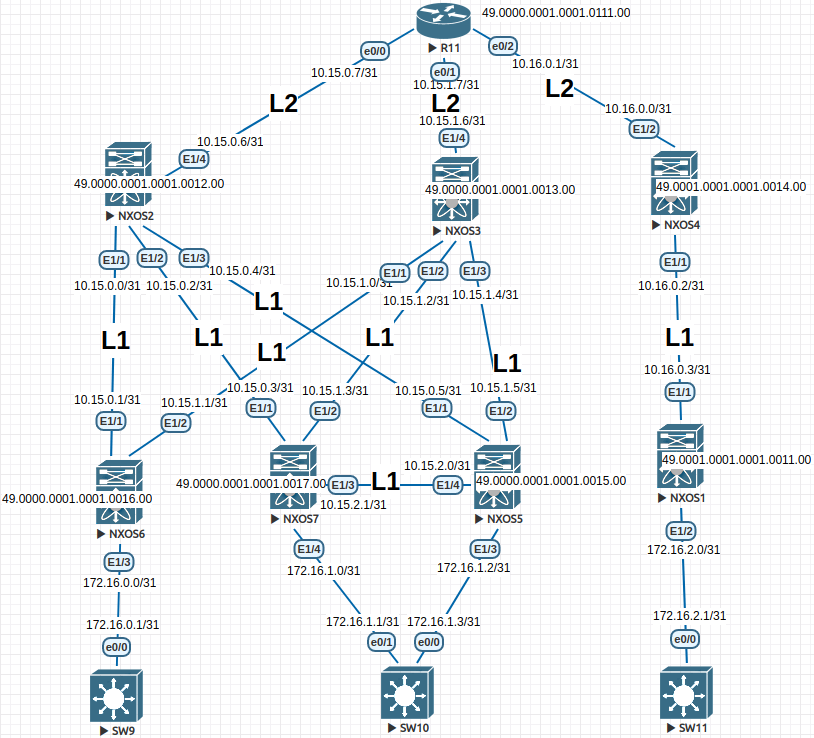 49.0000.0001.0001.0111.00
R11
e0/0
e0/2
e0/1
10.16.0.1/31
10.15.0.7/31
10.15.1.7/31
L2
L2
L2
10.16.0.0/31
10.15.1.6/31
E1/2
10.15.0.6/31
E1/4
E1/4
49.0000.0001.0001.0012.00
49.0000.0001.0001.0013.00
49.0001.0001.0001.0014.00
NXOS2
NXOS3
NXOS4
E1/1
E1/2
E1/3
E1/1
E1/2
E1/3
E1/1
10.15.0.4/31
10.15.0.0/31
10.15.0.2/31
10.15.1.0/31
10.15.1.2/31
10.15.1.4/31
10.16.0.2/31
L1
L1
L1
L1
L1
L1
L1
10.16.0.3/31
10.15.0.3/31
10.15.1.3/31
10.15.0.5/31
10.15.1.5/31
E1/1
10.15.0.1/31
10.15.1.1/31
E1/1
E1/2
E1/1
E1/2
E1/1
E1/2
49.0001.0001.0001.0011.00
10.15.2.0/31
L1
49.0000.0001.0001.0016.00
49.0000.0001.0001.0017.00
E1/3
E1/4
49.0000.0001.0001.0015.00
10.15.2.1/31
NXOS6
NXOS7
NXOS5
NXOS1
E1/3
E1/4
E1/3
E1/2
172.16.0.0/31
172.16.1.0/31
172.16.1.2/31
172.16.2.0/31
172.16.0.1/31
172.16.1.1/31
172.16.1.3/31
172.16.2.1/31
e0/0
e0/1
e0/0
e0/0
SW9
SW10
SW11